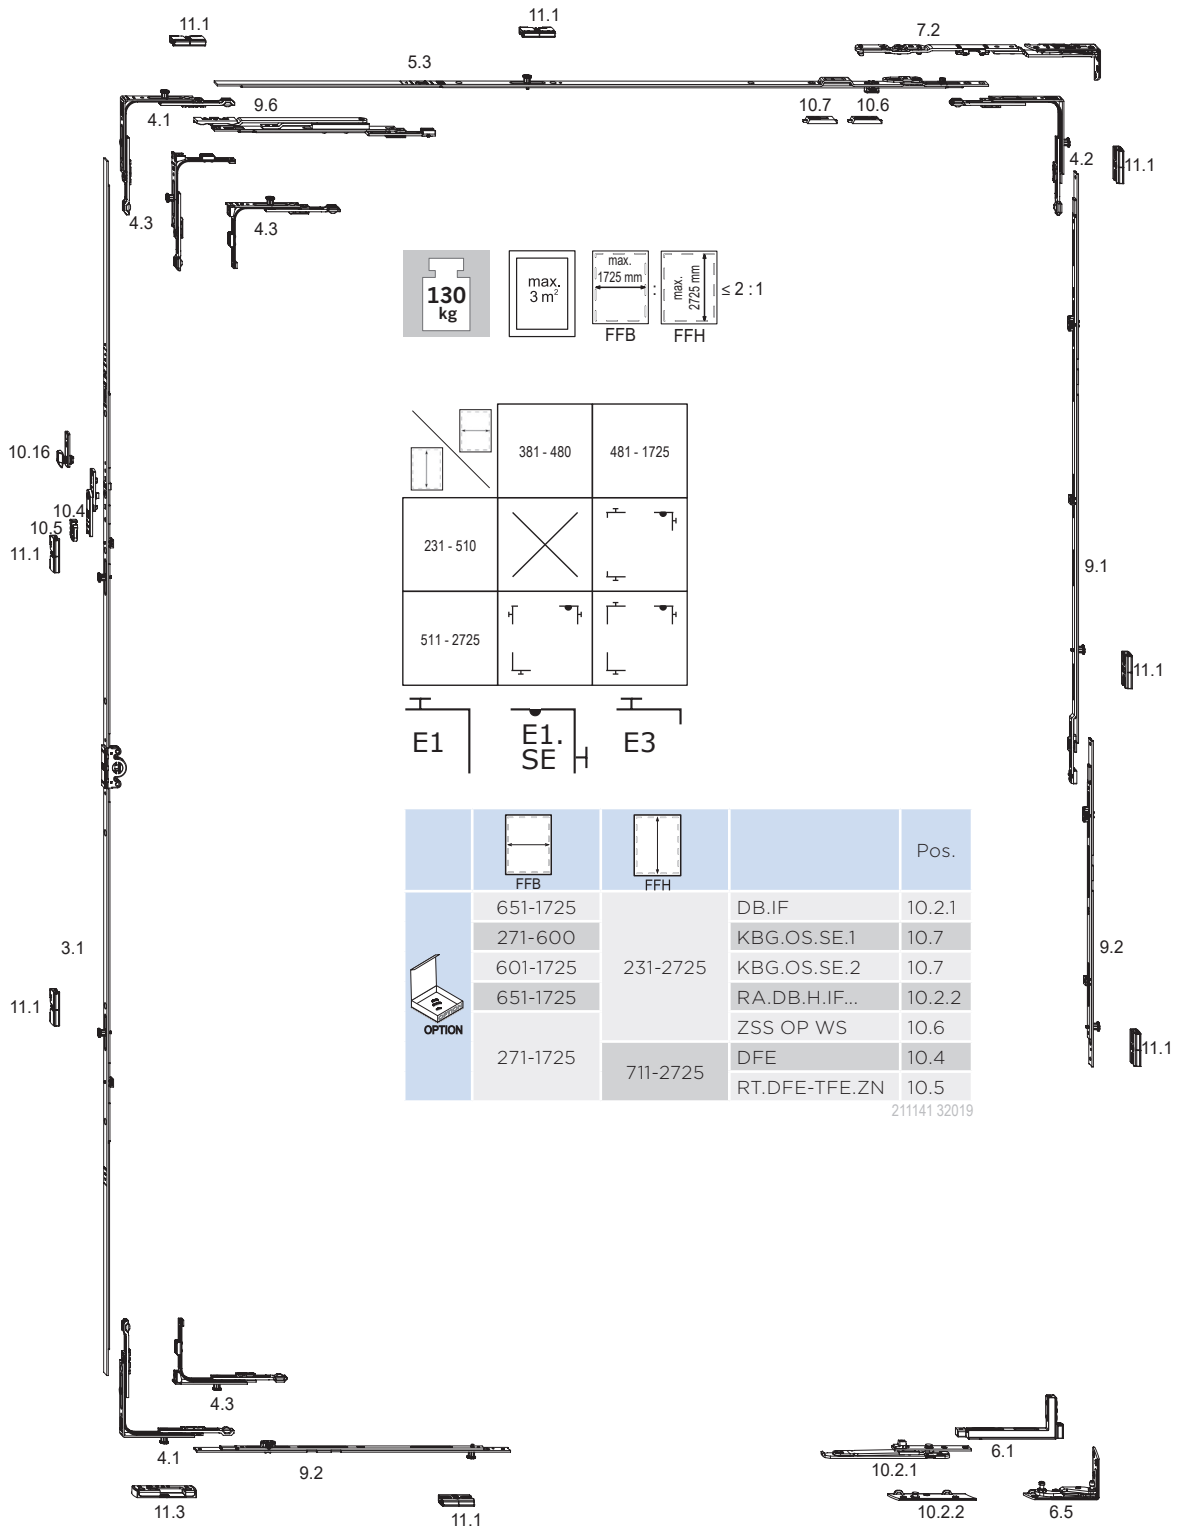 11.1
11.1
7.2
5.3
4.1
9.6
10.7
10.6
4.2
11.1
4.3
4.3
130
kg
max.
3 m²
max.
1725 mm
FFB
:
max.
2725 mm
FFH
≤ 2 : 1
10.16
10.4
10.5
11.1
381 - 480
481 - 1725
231 - 510
511 - 2725
E1
E1.
SE
E3
9.1
11.1
FFB
FFH
Pos.
651-1725
DB.IF
10.2.1
271-600
KBG.OS.SE.1
10.7
601-1725
231-2725
KBG.OS.SE.2
10.7
651-1725
RA.DB.H.IF...
10.2.2
ZSS OP WS
10.6
271-1725
711-2725
DFE
10.4
RT.DFE-TFE.ZN
10.5
OPTION
211141 32019
3.1
11.1
9.2
11.1
4.3
4.1
9.2
11.3
11.1
10.2.1
6.1
10.2.2
6.5